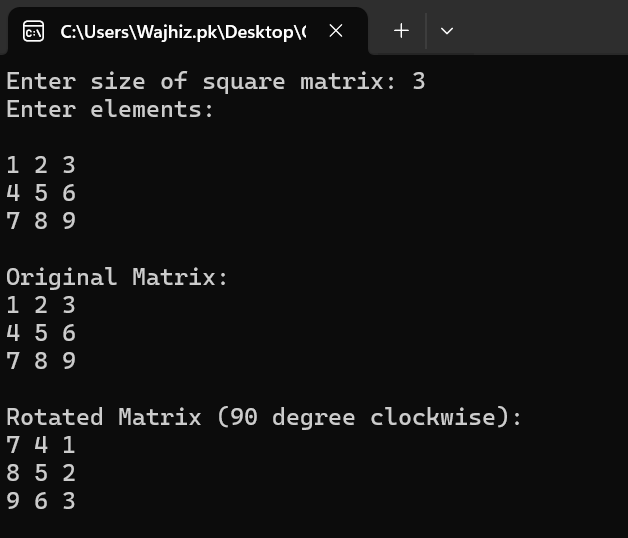 C:\Users\Wajhiz.pk\Desktop\
Enter size of square matrix: 3
Enter elements:
1 2 3
4 5 6
7 8 9
Original Matrix:
1 2 3
4 5 6
7 8 9
Rotated Matrix (90 degree clockwise):
7 4 1
8 5 2
9 6 3